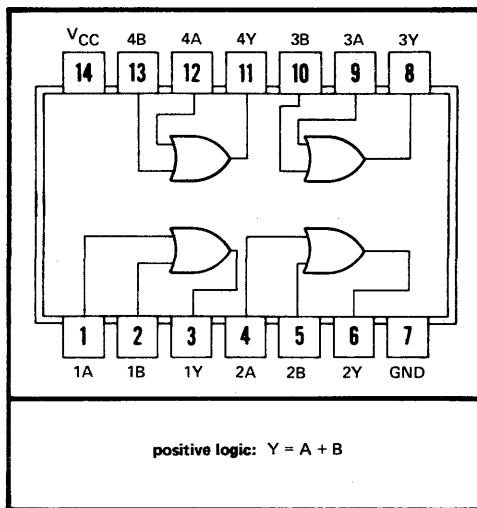 VCC 4B 4A 4Y 3B 3A 3Y
14 13 12 11 10 9 8
1 2 3 4 5 6 7
1A 1B 1Y 2A 2B 2Y GND
positive logic: Y = A + B